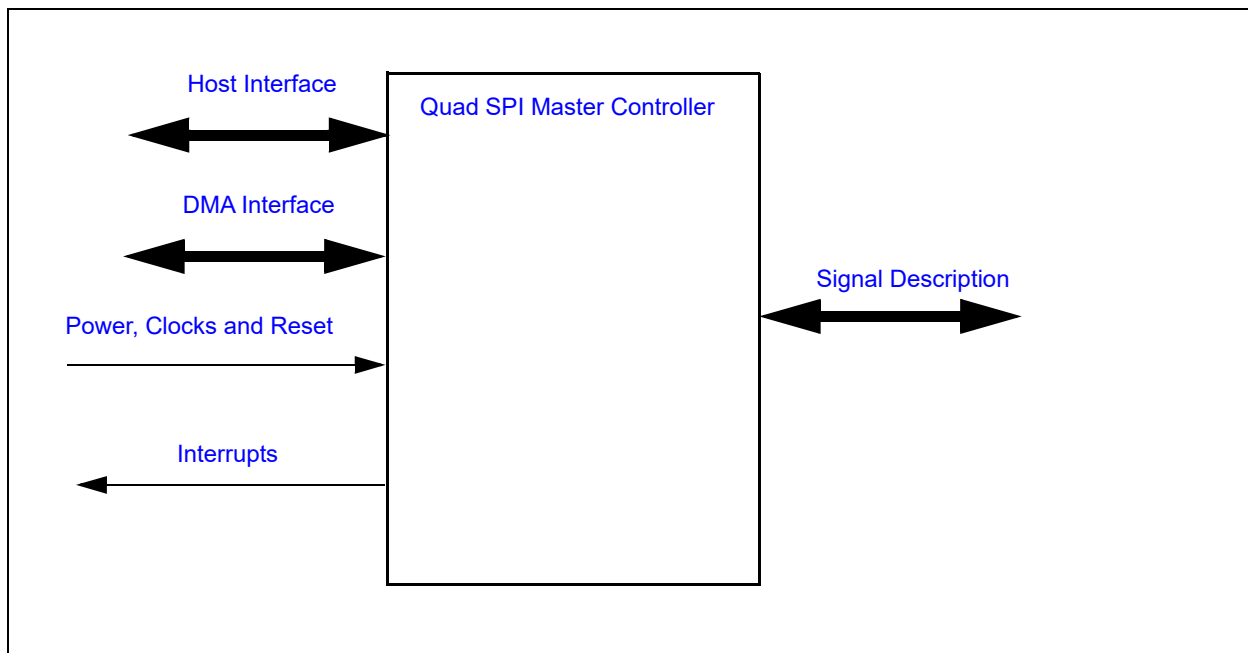 Host Interface
Quad SPI Master Controller
DMA Interface
Signal Description
Power, Clocks and Reset
Interrupts